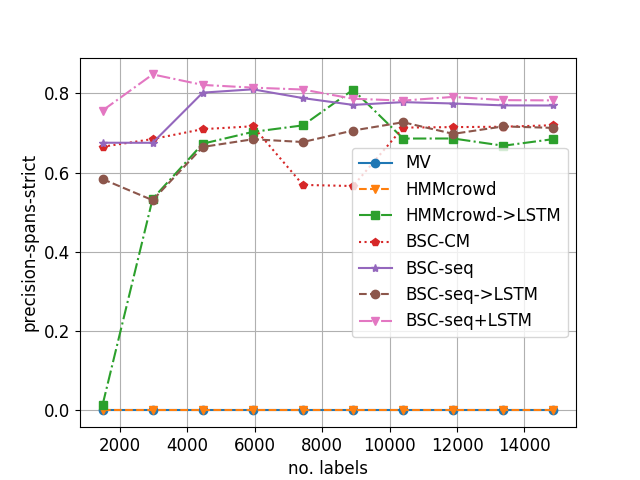 precision-spans-strict
0.8
0.6
0.4
0.2
0.0
MV
HMMcrowd
HMMcrowd->LSTM
BSC-CM
BSC-seq
BSC-seq->LSTM
BSC-seq+LSTM
2000 4000 6000 8000 10000 12000 14000
no. labels